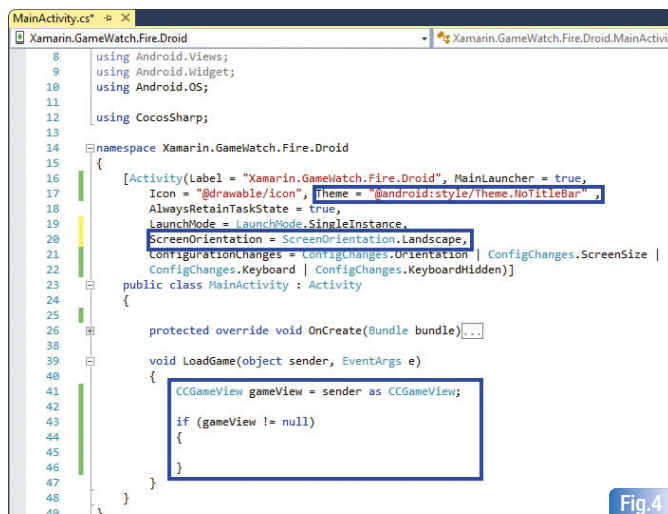 MainActivity.cs*
Xamarin.GameWatch.Fire.Droid Xamarin.GameWatch.Fire.Droid.MainActivi
8 using Android.Views;
9 using Android.Widget;
10 using Android.OS;
11
12 using CocosSharp;
13
14 namespace Xamarin.GameWatch.Fire.Droid
15 {
16 [Activity(Label = "Xamarin.GameWatch.Fire.Droid", MainLauncher = true,
17 Icon = "@drawable/icon", Theme = "@android:style/Theme.NoTitleBar" ,
18 AlwaysRetainTaskState = true,
19 LaunchMode = LaunchMode.SingleInstance,
20 ScreenOrientation = ScreenOrientation.Landscape,
21 ConfigurationChanges = ConfigChanges.Orientation | ConfigChanges.ScreenSize |
22 ConfigChanges.Keyboard | ConfigChanges.KeyboardHidden)]
23 public class MainActivity : Activity
24 {
25
26 protected override void OnCreate(Bundle bundle)...
38
39 void LoadGame(object sender, EventArgs e)
40 {
41 CCGameView gameView = sender as CCGameView;
42
43 if (gameView != null)
44 {
45
46 }
47 }
48 }
49 }
Fig.4